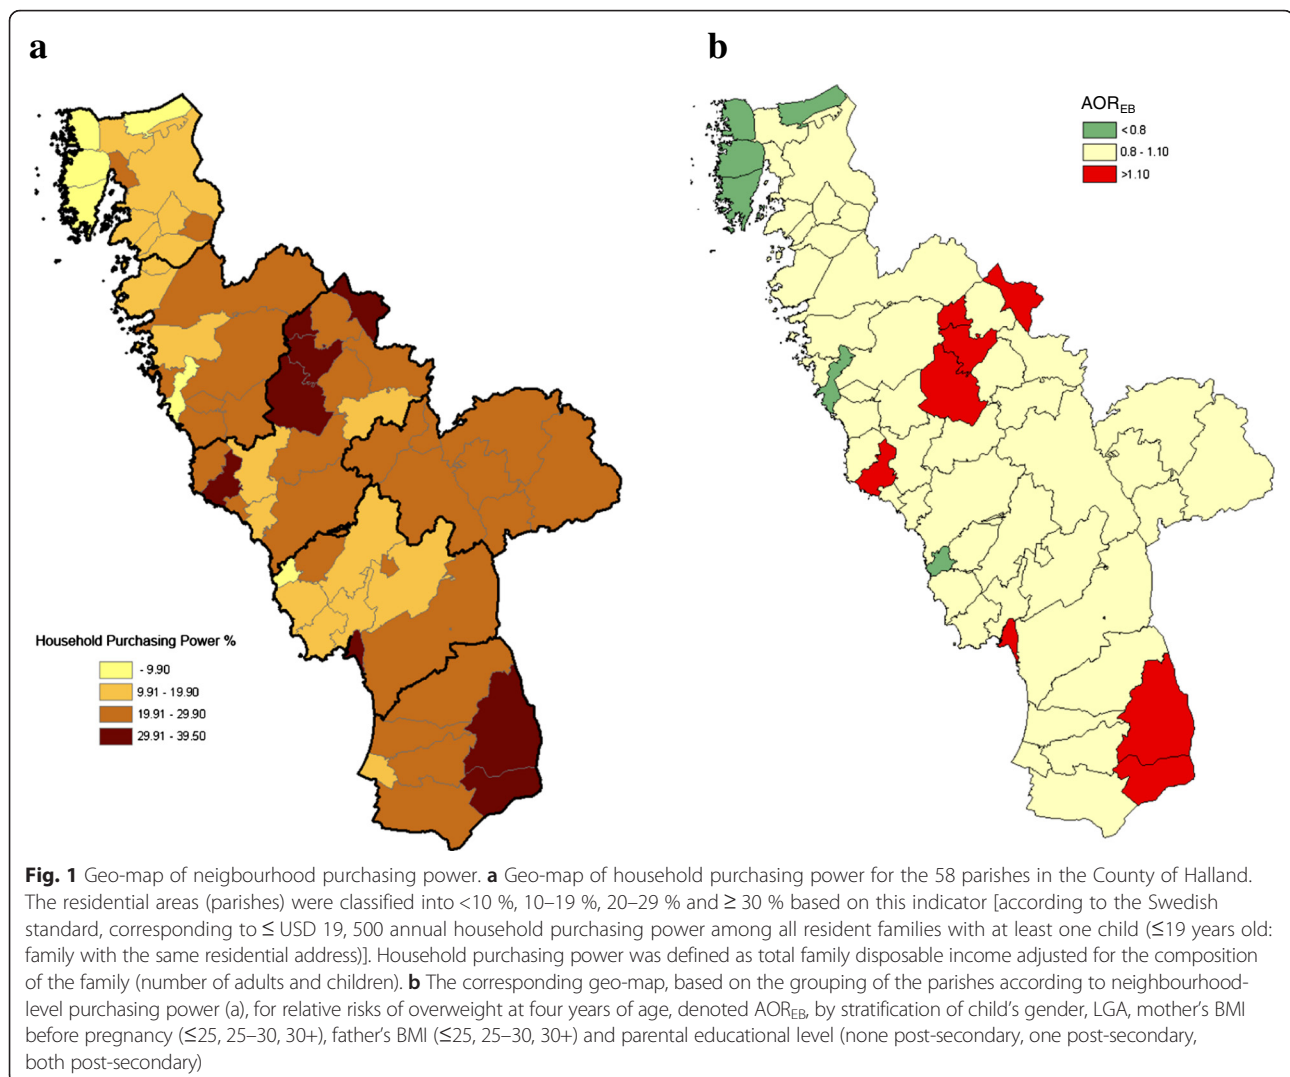 a
b
AOR_EB
<0.8
0.8 - 1.10
>1.10
Household Purchasing Power %
- 9.90
9.91 - 19.90
19.91 - 29.90
29.91 - 39.50
Fig. 1 Geo-map of neigbourhood purchasing power. a Geo-map of household purchasing power for the 58 parishes in the County of Halland.
The residential areas (parishes) were classified into <10 %, 10–19 %, 20–29 % and ≥ 30 % based on this indicator [according to the Swedish
standard, corresponding to ≤ USD 19, 500 annual household purchasing power among all resident families with at least one child (≤19 years old:
family with the same residential address)]. Household purchasing power was defined as total family disposable income adjusted for the composition
of the family (number of adults and children). b The corresponding geo-map, based on the grouping of the parishes according to neighbourhood-
level purchasing power (a), for relative risks of overweight at four years of age, denoted AOR_EB, by stratification of child's gender, LGA, mother's BMI
before pregnancy (≤25, 25–30, 30+), father's BMI (≤25, 25–30, 30+) and parental educational level (none post-secondary, one post-secondary,
both post-secondary)